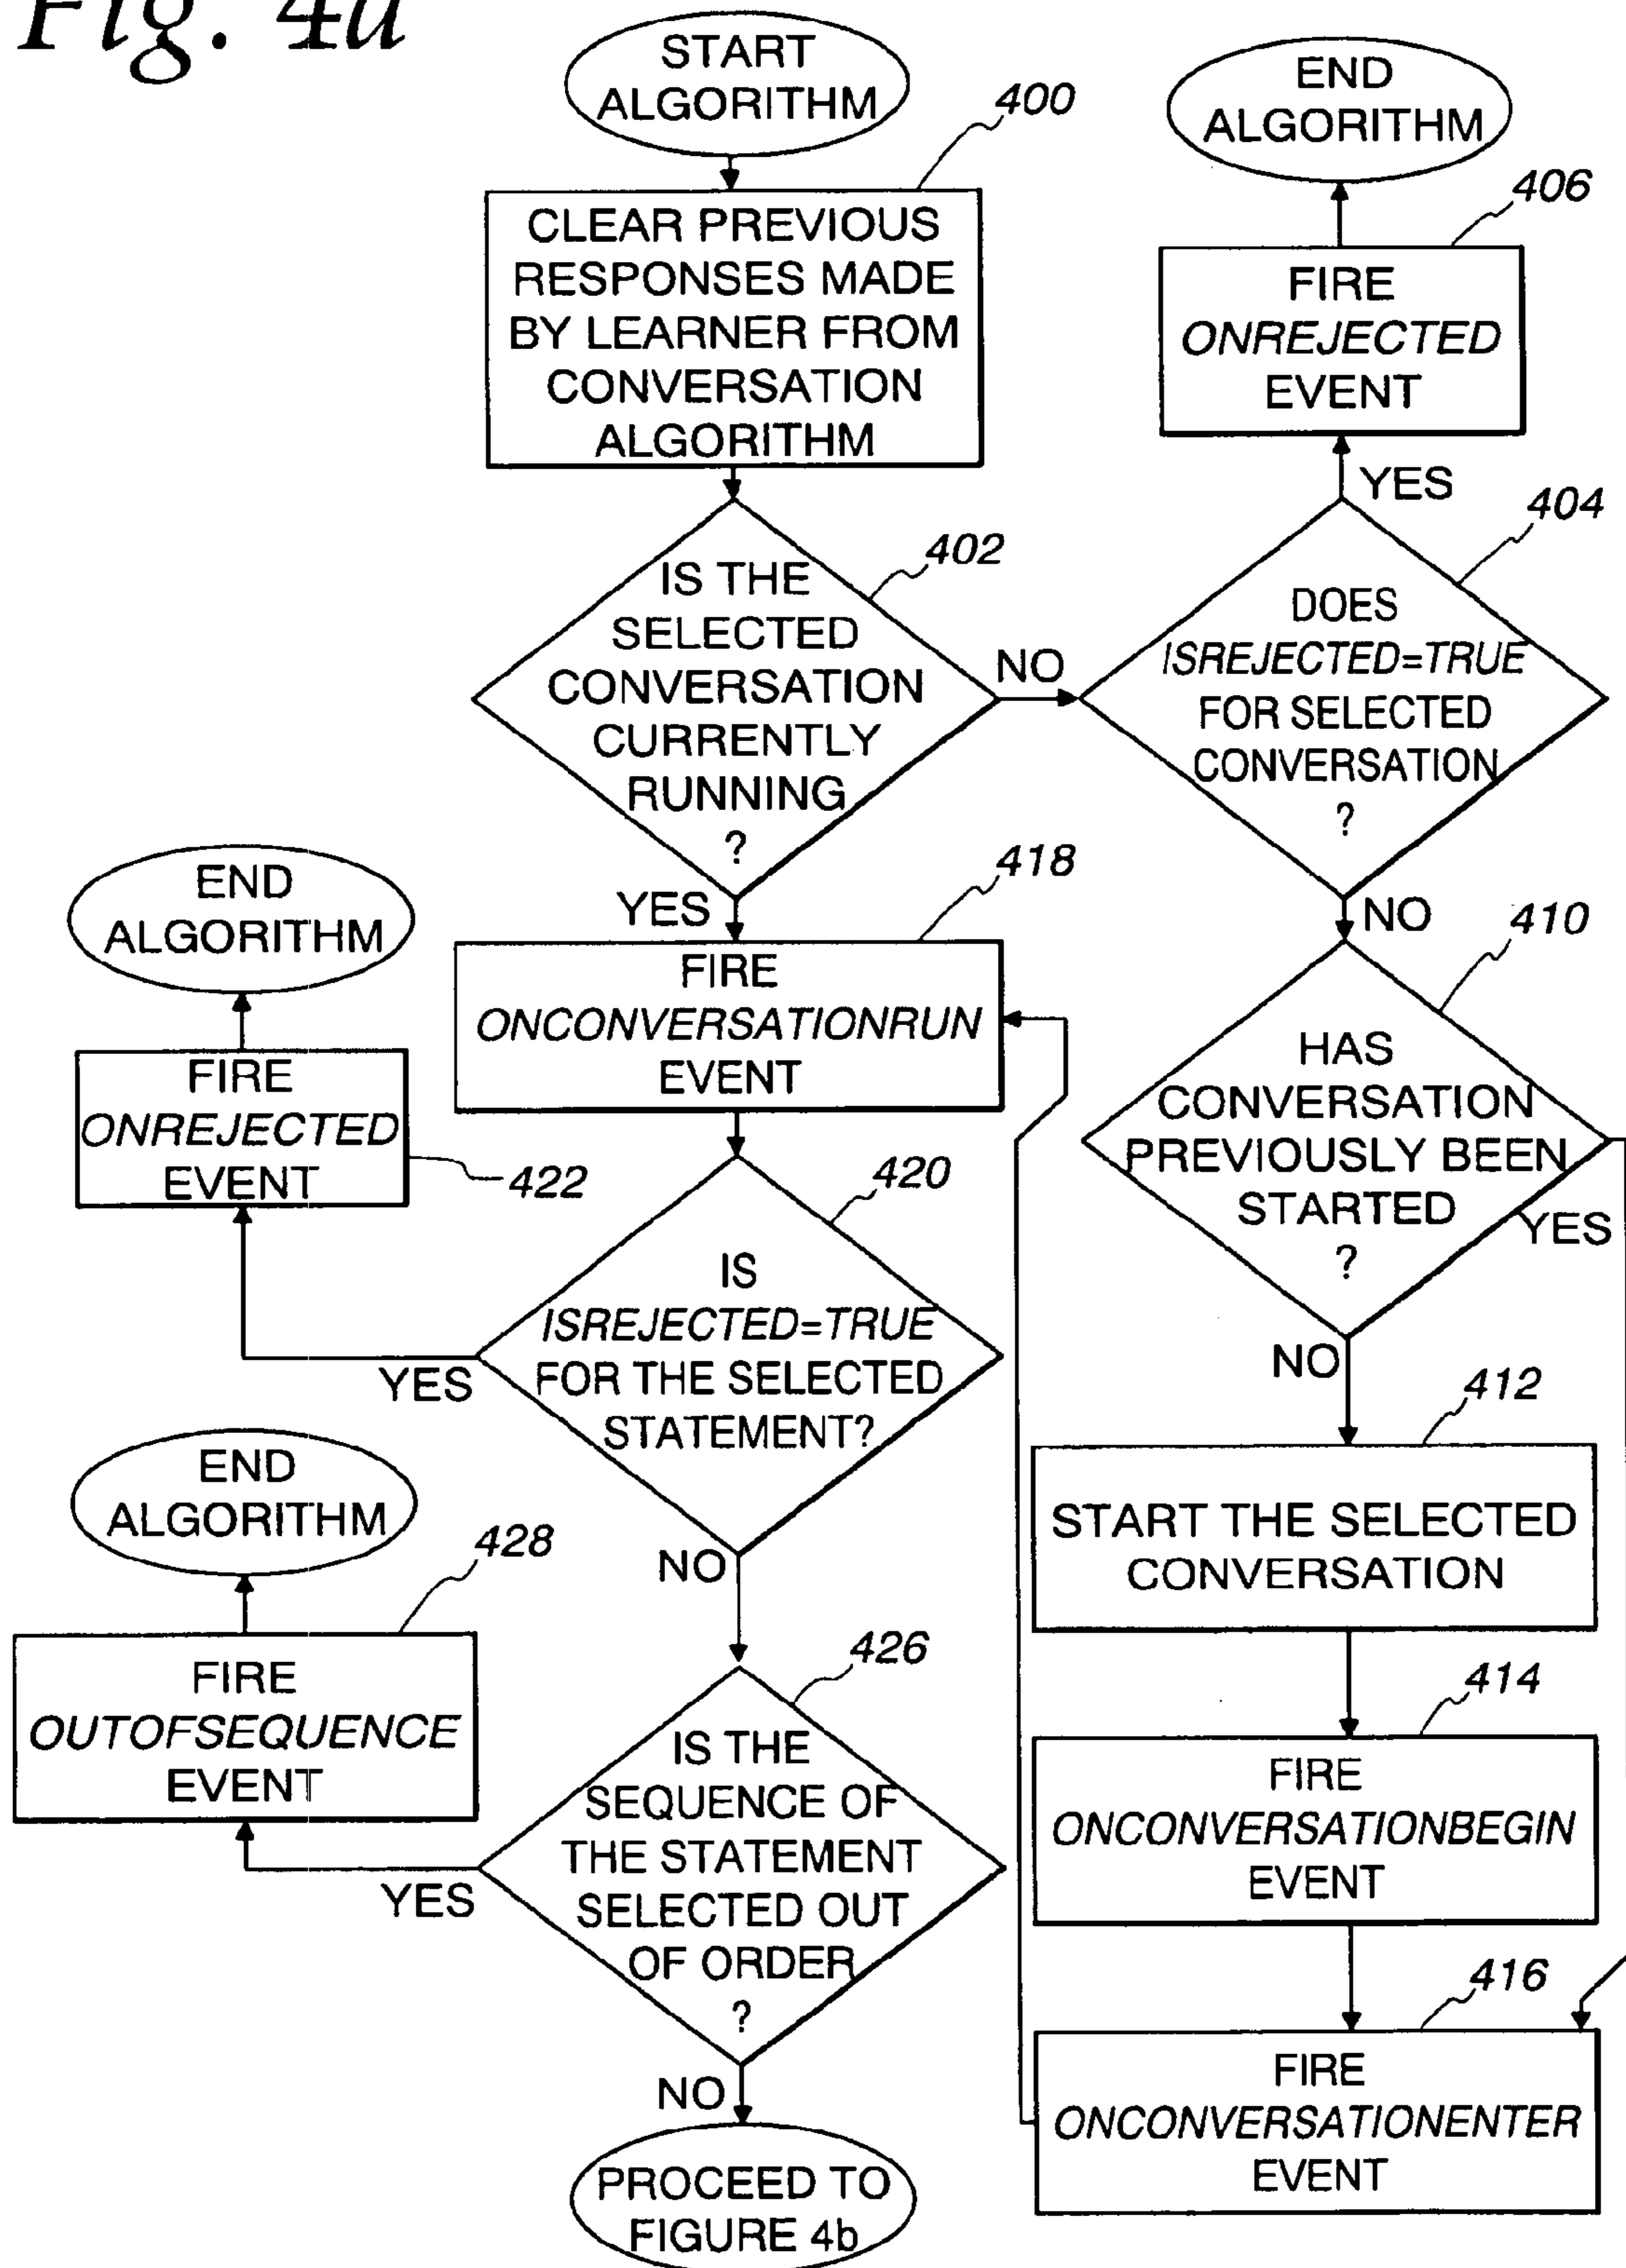 Fig. 4a
START
ALGORITHM
400
CLEAR PREVIOUS
RESPONSES MADE
BY LEARNER FROM
CONVERSATION
ALGORITHM
402
IS THE
SELECTED
CONVERSATION
CURRENTLY
RUNNING
?
NO
YES
END
ALGORITHM
406
FIRE
ONREJECTED
EVENT
YES
404
DOES
ISREJECTED=TRUE
FOR SELECTED
CONVERSATION
?
NO
410
HAS
CONVERSATION
PREVIOUSLY BEEN
STARTED
?
YES
NO
412
START THE SELECTED
CONVERSATION
414
FIRE
ONCONVERSATIONBEGIN
EVENT
416
FIRE
ONCONVERSATIONENTER
EVENT
418
FIRE
ONCONVERSATIONRUN
EVENT
END
ALGORITHM
FIRE
ONREJECTED
EVENT
422
420
IS
ISREJECTED=TRUE
FOR THE SELECTED
STATEMENT?
YES
NO
END
ALGORITHM
428
FIRE
OUTOFSEQUENCE
EVENT
426
IS THE
SEQUENCE OF
THE STATEMENT
SELECTED OUT
OF ORDER
?
YES
NO
PROCEED TO
FIGURE 4b